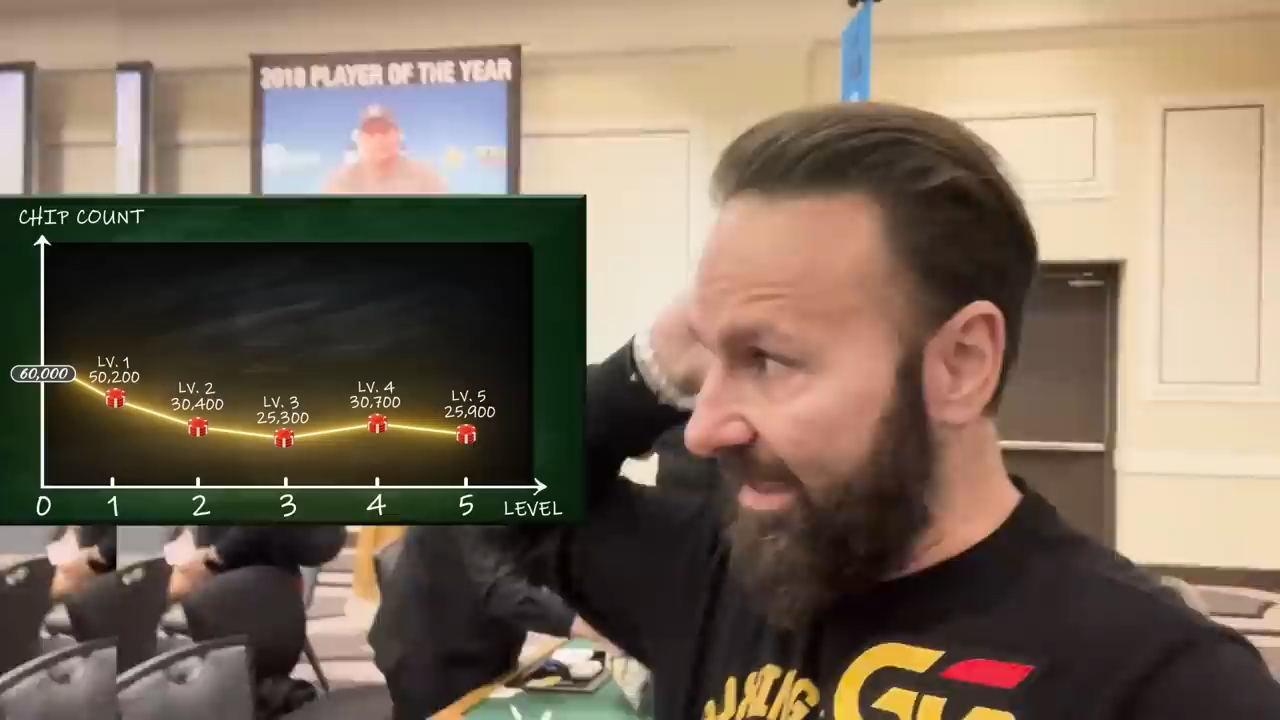 2018 PLAYER OF THE YEAR
CHIP COUNT
60,000
LV. 1
50,200
LV. 2
30,400
LV. 3
25,300
LV. 4
30,700
LV. 5
25,900
0 1 2 3 4 5 LEVEL